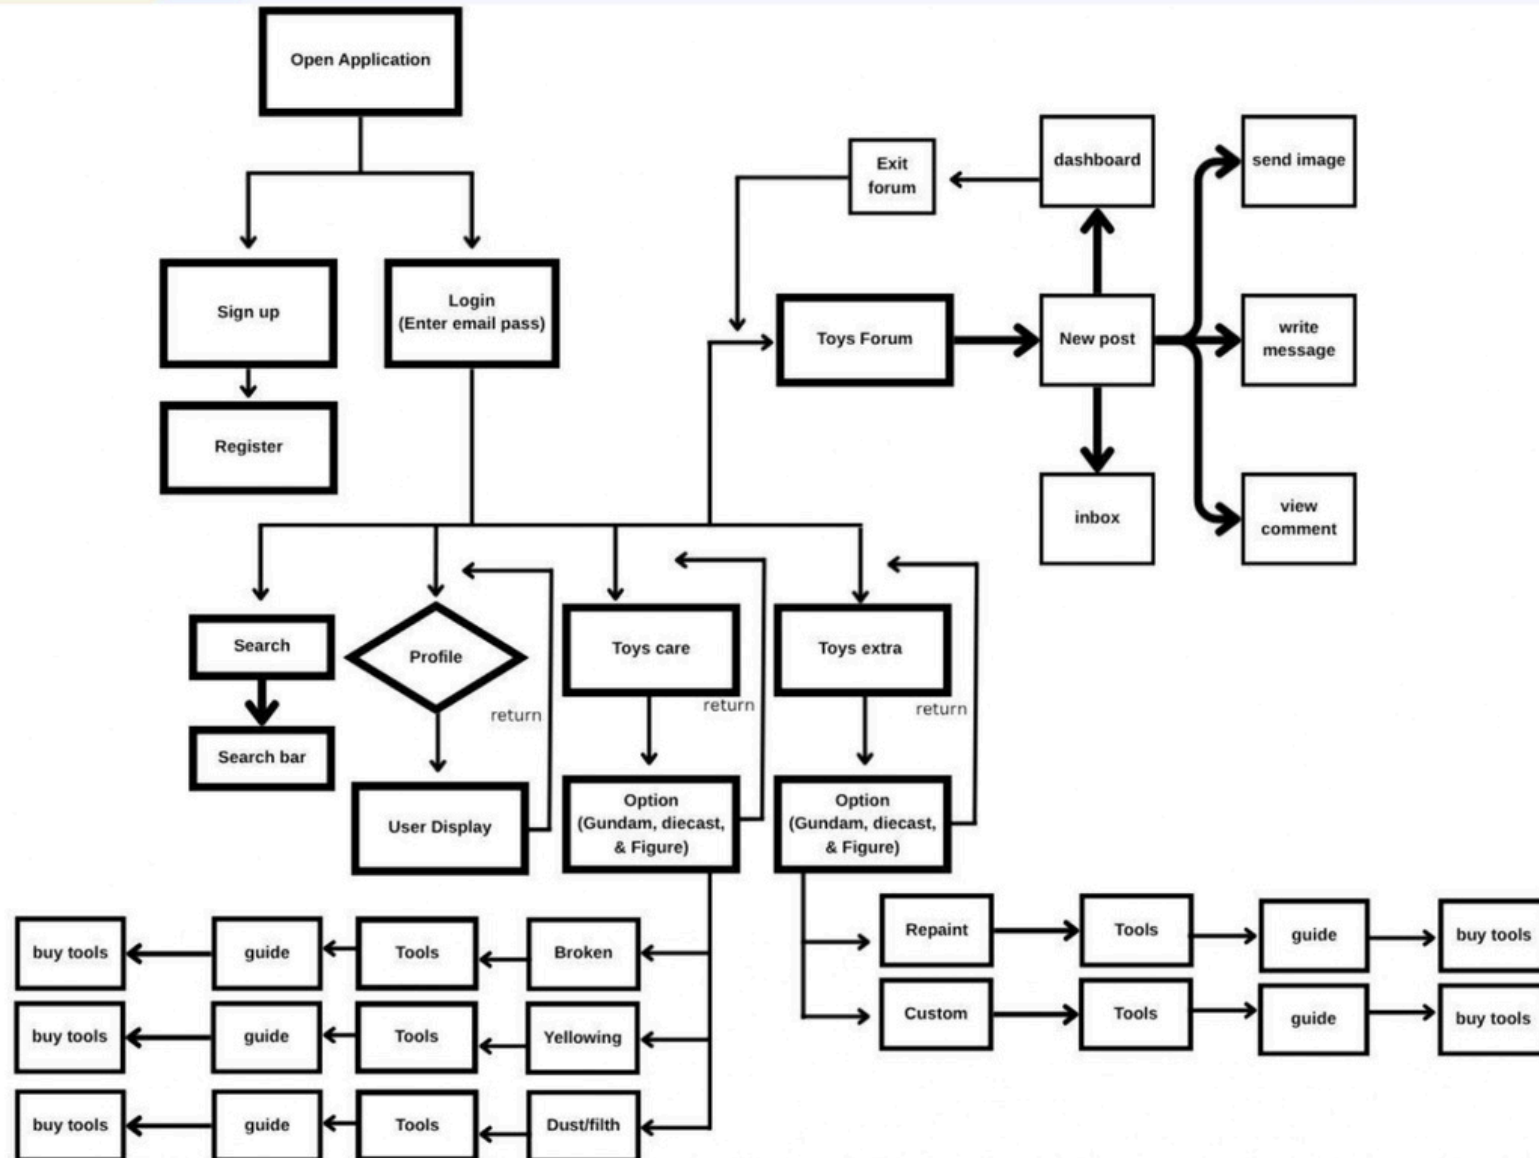 Open Application
Sign up
Login
(Enter email pass)
Register
Exit
forum
dashboard
send image
Toys Forum
New post
write
message
inbox
view
comment
Search
Profile
Toys care
Toys extra
return
return
return
Search bar
User Display
Option
(Gundam, diecast,
& Figure)
Option
(Gundam, diecast,
& Figure)
buy tools
guide
Tools
Broken
buy tools
guide
Tools
Yellowing
buy tools
guide
Tools
Dust/filth
Repaint
Tools
guide
buy tools
Custom
Tools
guide
buy tools